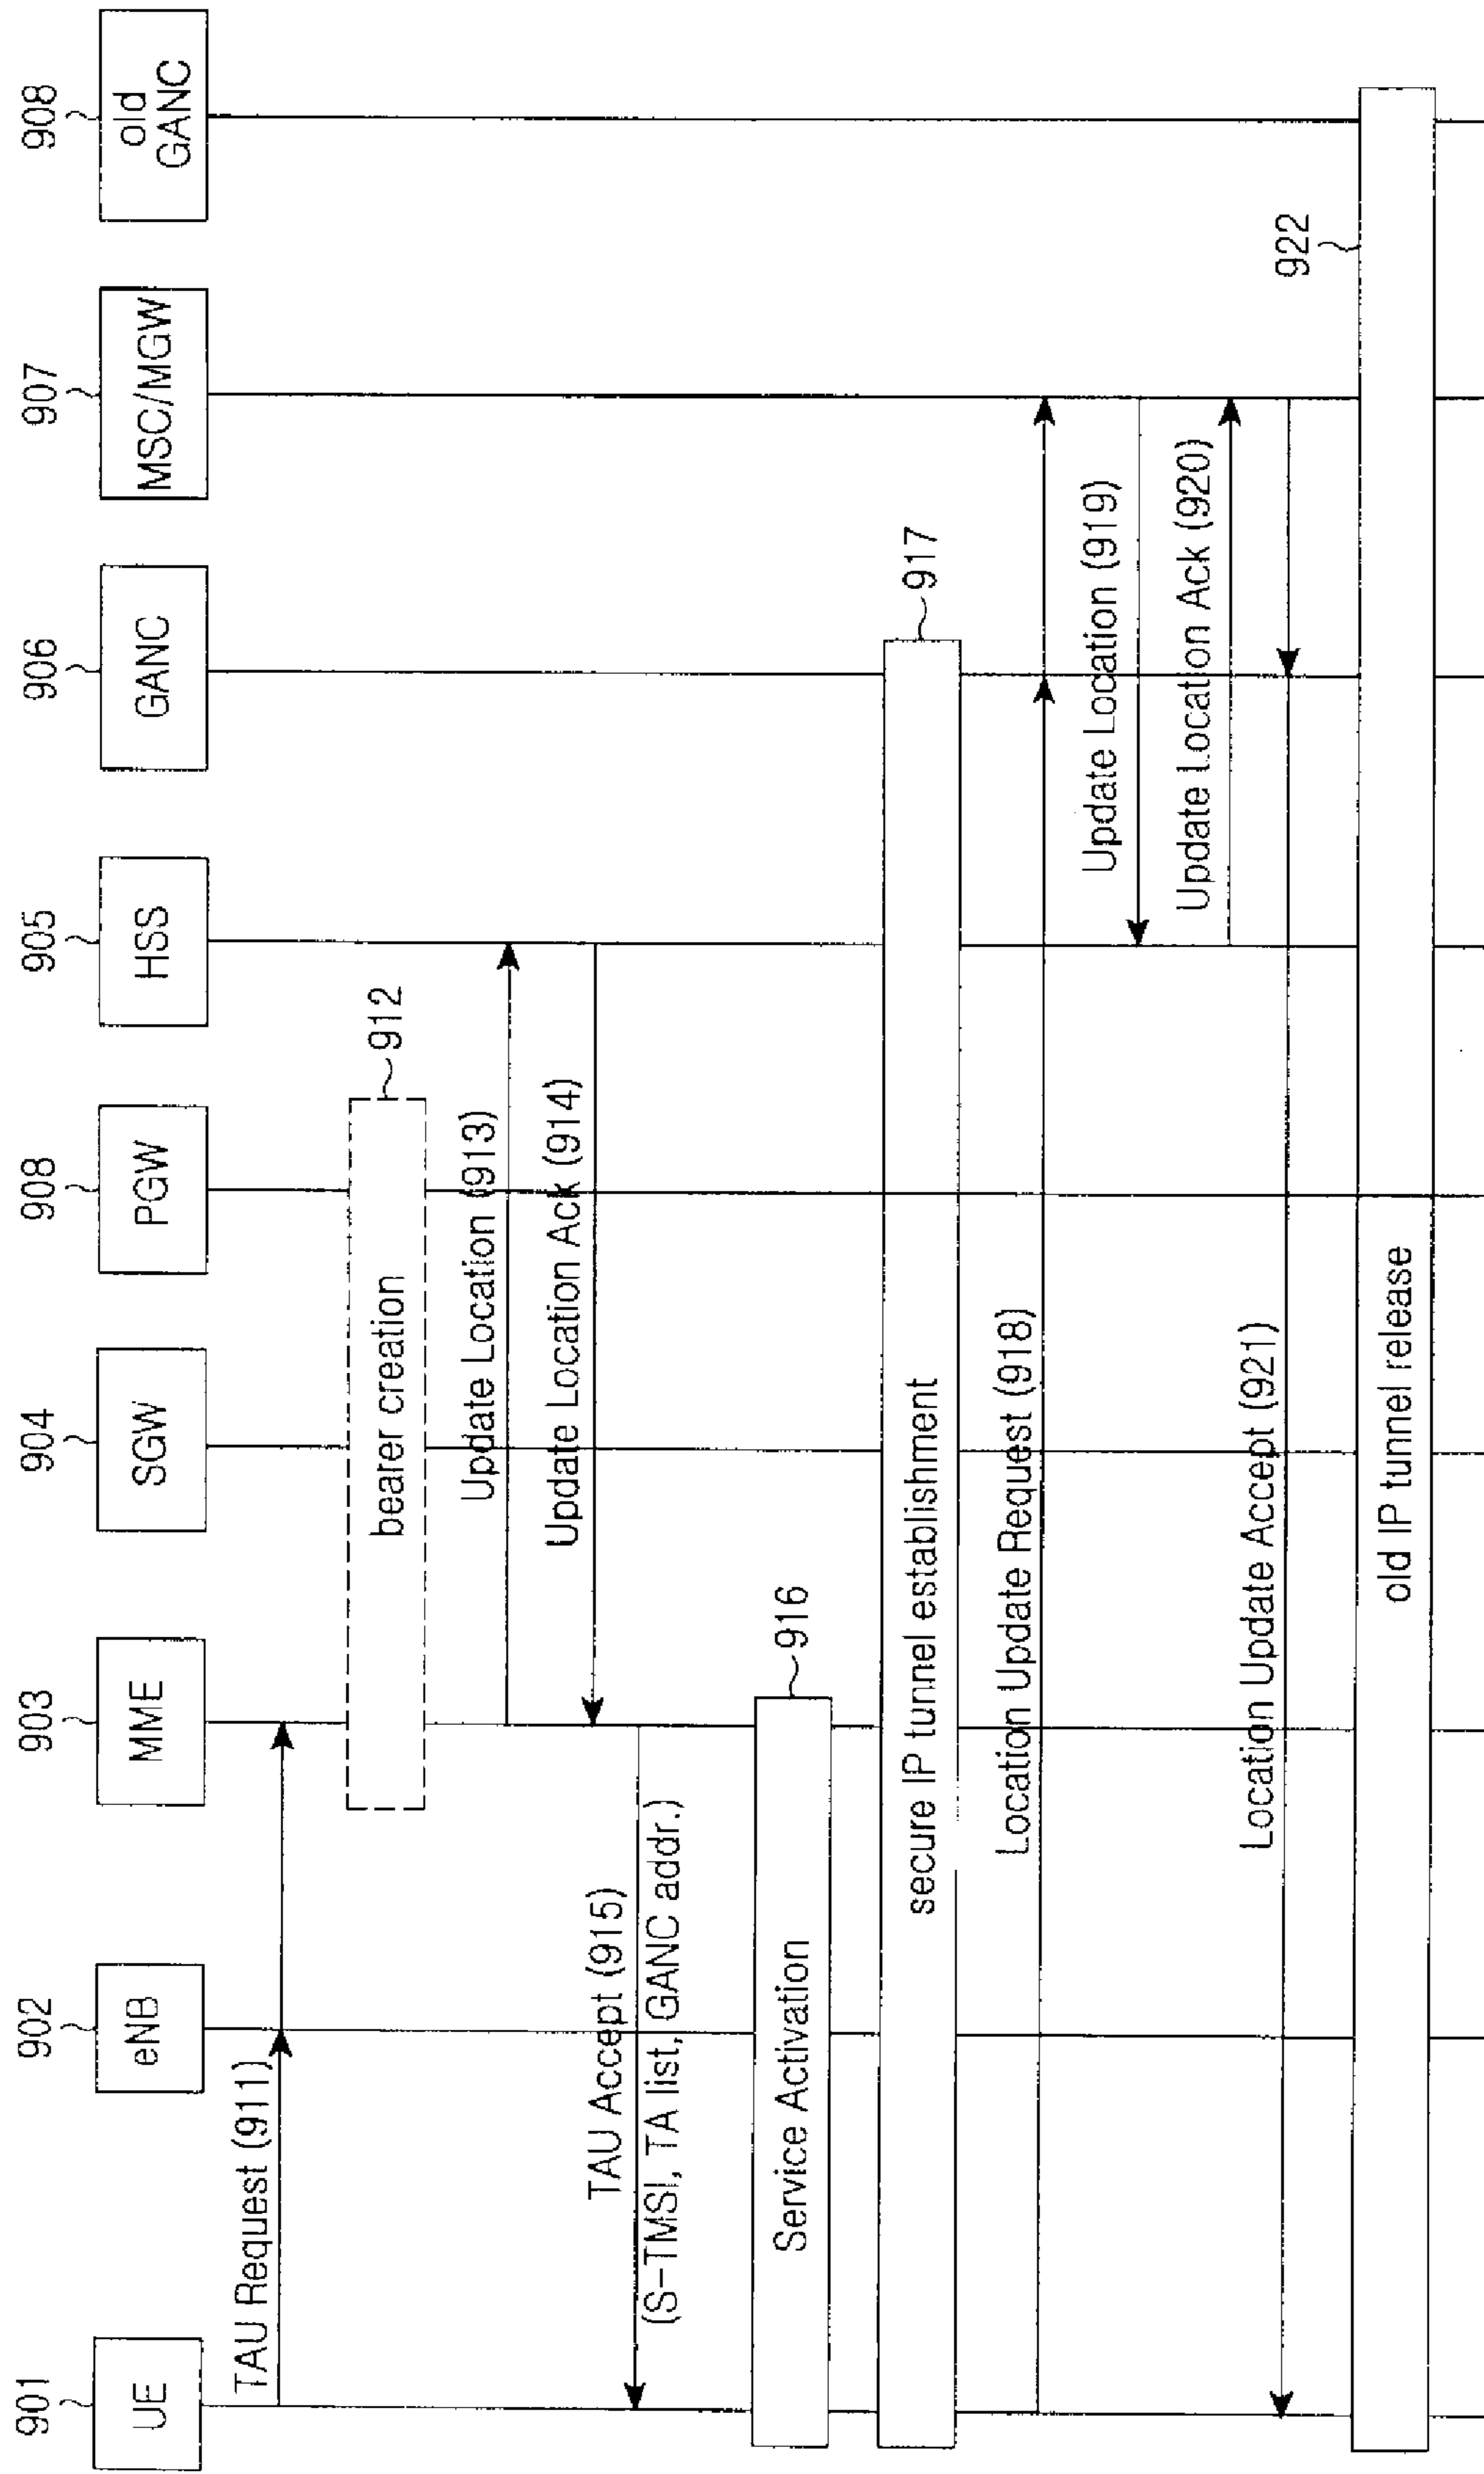 901
902
903
904
908
905
906
907
908
UE
eNB
MME
SGW
PGW
HSS
GANC
MSC/MGW
old
GANC
TAU Request (911)
bearer creation
912
Update Location (913)
Update Location Ack (914)
TAU Accept (915)
(S-TMSI, TA list, GANC addr.)
Service Activation
916
secure IP tunnel establishment
917
Location Update Request (918)
Update Location (919)
Update Location Ack (920)
Location Update Accept (921)
922
old IP tunnel release